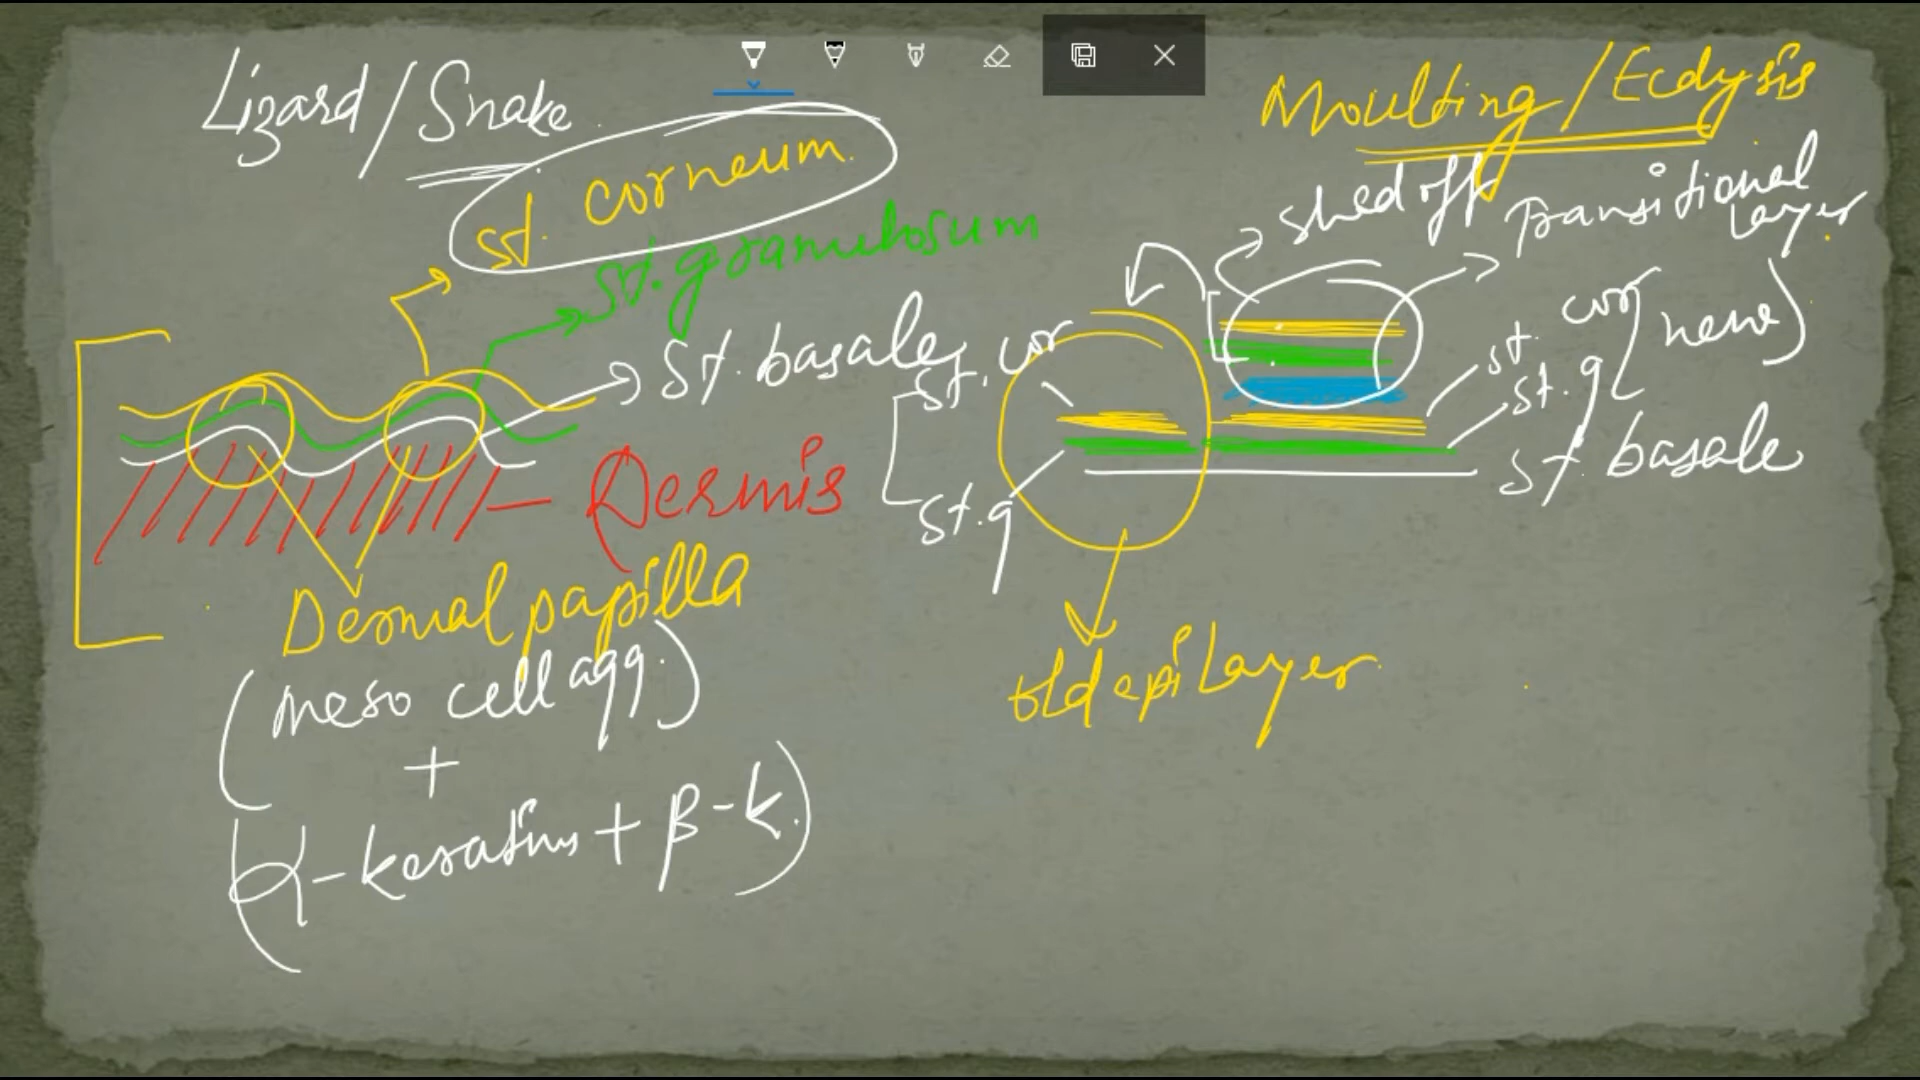 Lizard / Snake
st. corneum.
st. granulosum
st. basale
Dermis
Dermal papilla
(meso cell agg.)
+
(α-keratins + β-k.)
Moulting / Ecdysis
shed off
Transitional
Layer
st. cor
st. g
(new)
st. basale
st. cor
st. g
old epi Layer